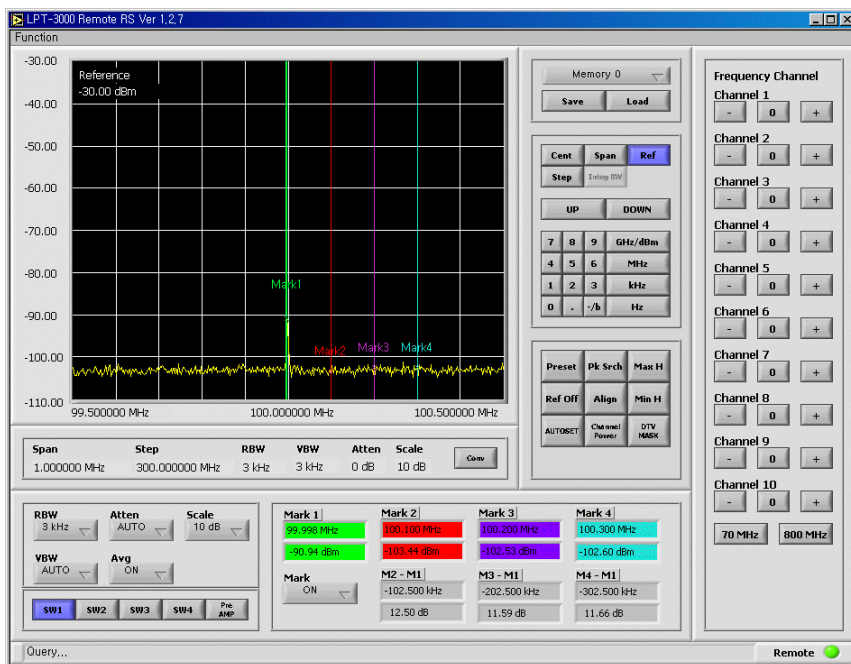 LPT-3000 Remote RS Ver 1,2,7
Function
-30.00
-40.00
-50.00
-60.00
-70.00
-80.00
-90.00
-100.00
-110.00
Reference
-30.00 dBm
Mark1
Mark2
Mark3
Mark4
99.500000 MHz 100.000000 MHz 100.500000 MHz
Span Step RBW VBW Atten Scale
1.000000 MHz 300.000000 MHz 3 kHz 3 kHz 0 dB 10 dB
Conv
RBW Atten Scale
3 kHz AUTO 10 dB
VBW Avg
AUTO ON
SW1 SW2 SW3 SW4 Pre AMP
Mark 1 Mark 2 Mark 3 Mark 4
99.998 MHz 100.100 MHz 100.200 MHz 100.300 MHz
-90.94 dBm -103.44 dBm -102.53 dBm -102.60 dBm
Mark M2 - M1 M3 - M1 M4 - M1
ON -102.500 kHz -202.500 kHz -302.500 kHz
12.50 dB 11.59 dB 11.66 dB
Memory 0
Save Load
Cent Span Ref
Step Integ BW
UP DOWN
7 8 9 GHz/dBm
4 5 6 MHz
1 2 3 kHz
0 . -/b Hz
Preset Pk Srch Max H
Ref Off Align Min H
AUTOSET Channel Power DTV MASK
Frequency Channel
Channel 1
- 0 +
Channel 2
- 0 +
Channel 3
- 0 +
Channel 4
- 0 +
Channel 5
- 0 +
Channel 6
- 0 +
Channel 7
- 0 +
Channel 8
- 0 +
Channel 9
- 0 +
Channel 10
- 0 +
70 MHz 800 MHz
Query... Remote